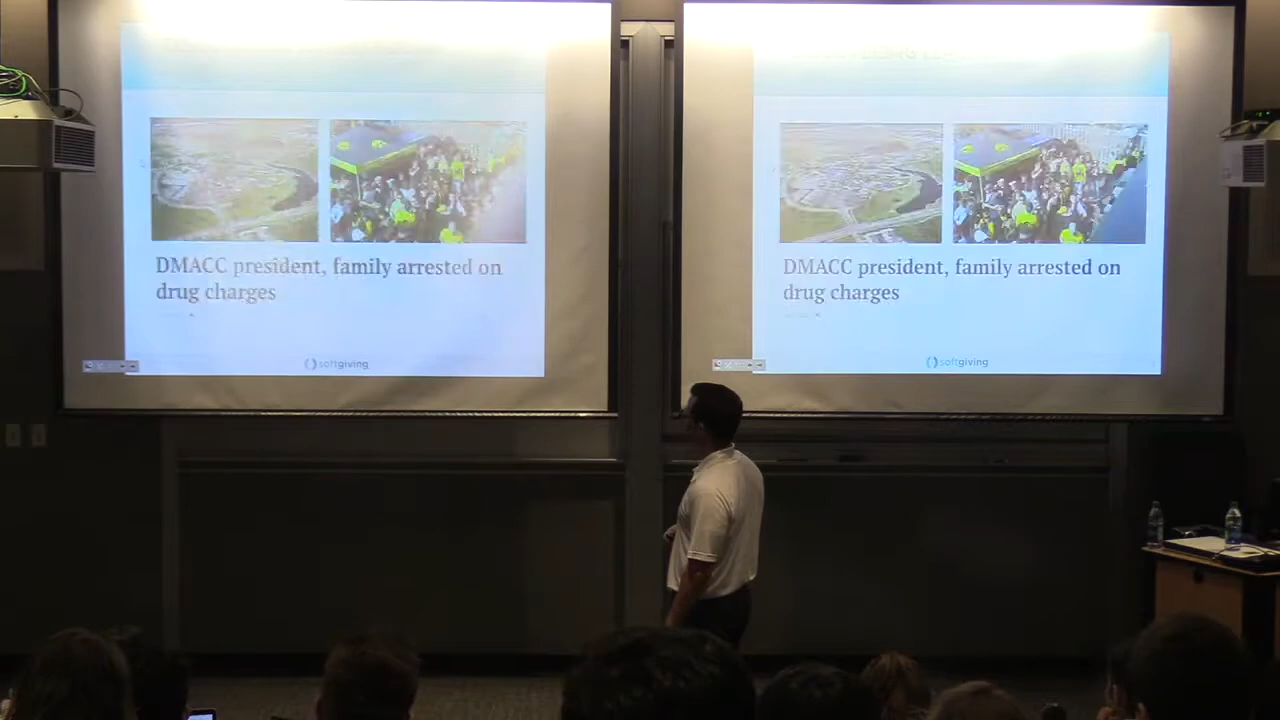 DMACC president, family arrested on
drug charges
softgiving
DMACC president, family arrested on
drug charges
softgiving